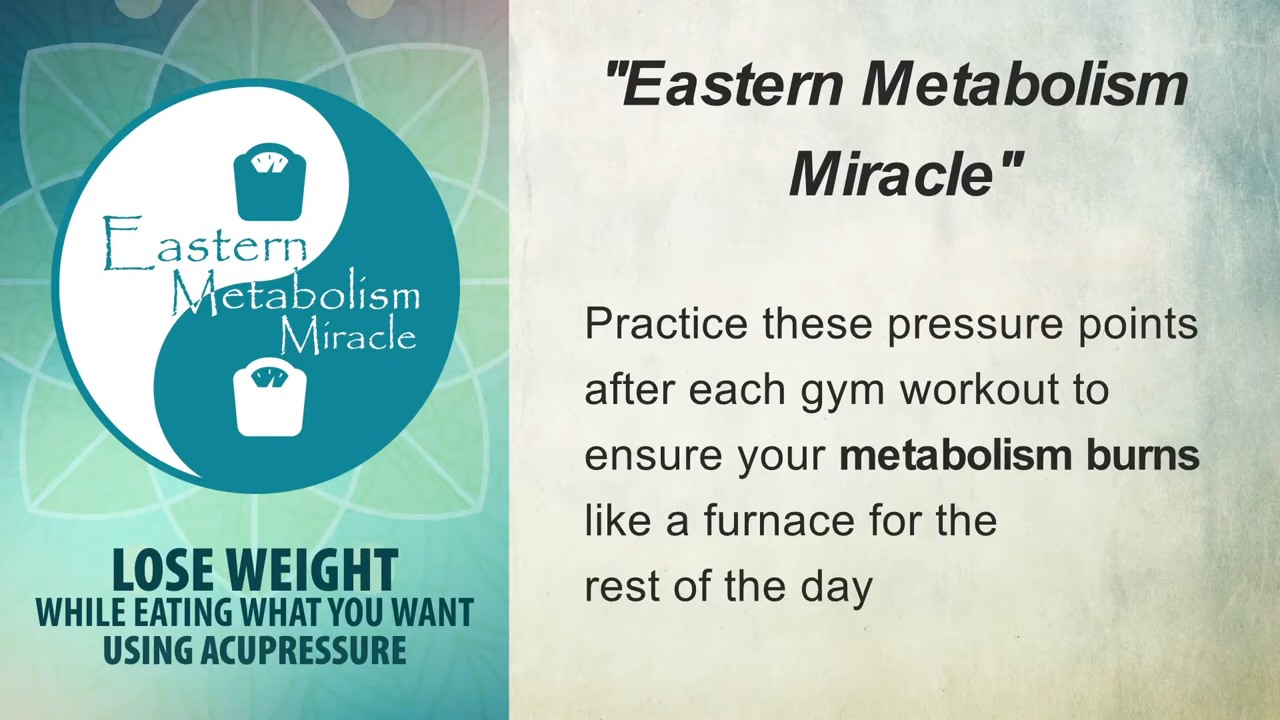 Eastern
Metabolism
Miracle
LOSE WEIGHT
WHILE EATING WHAT YOU WANT
USING ACUPRESSURE
"Eastern Metabolism
Miracle"
Practice these pressure points
after each gym workout to
ensure your metabolism burns
like a furnace for the
rest of the day